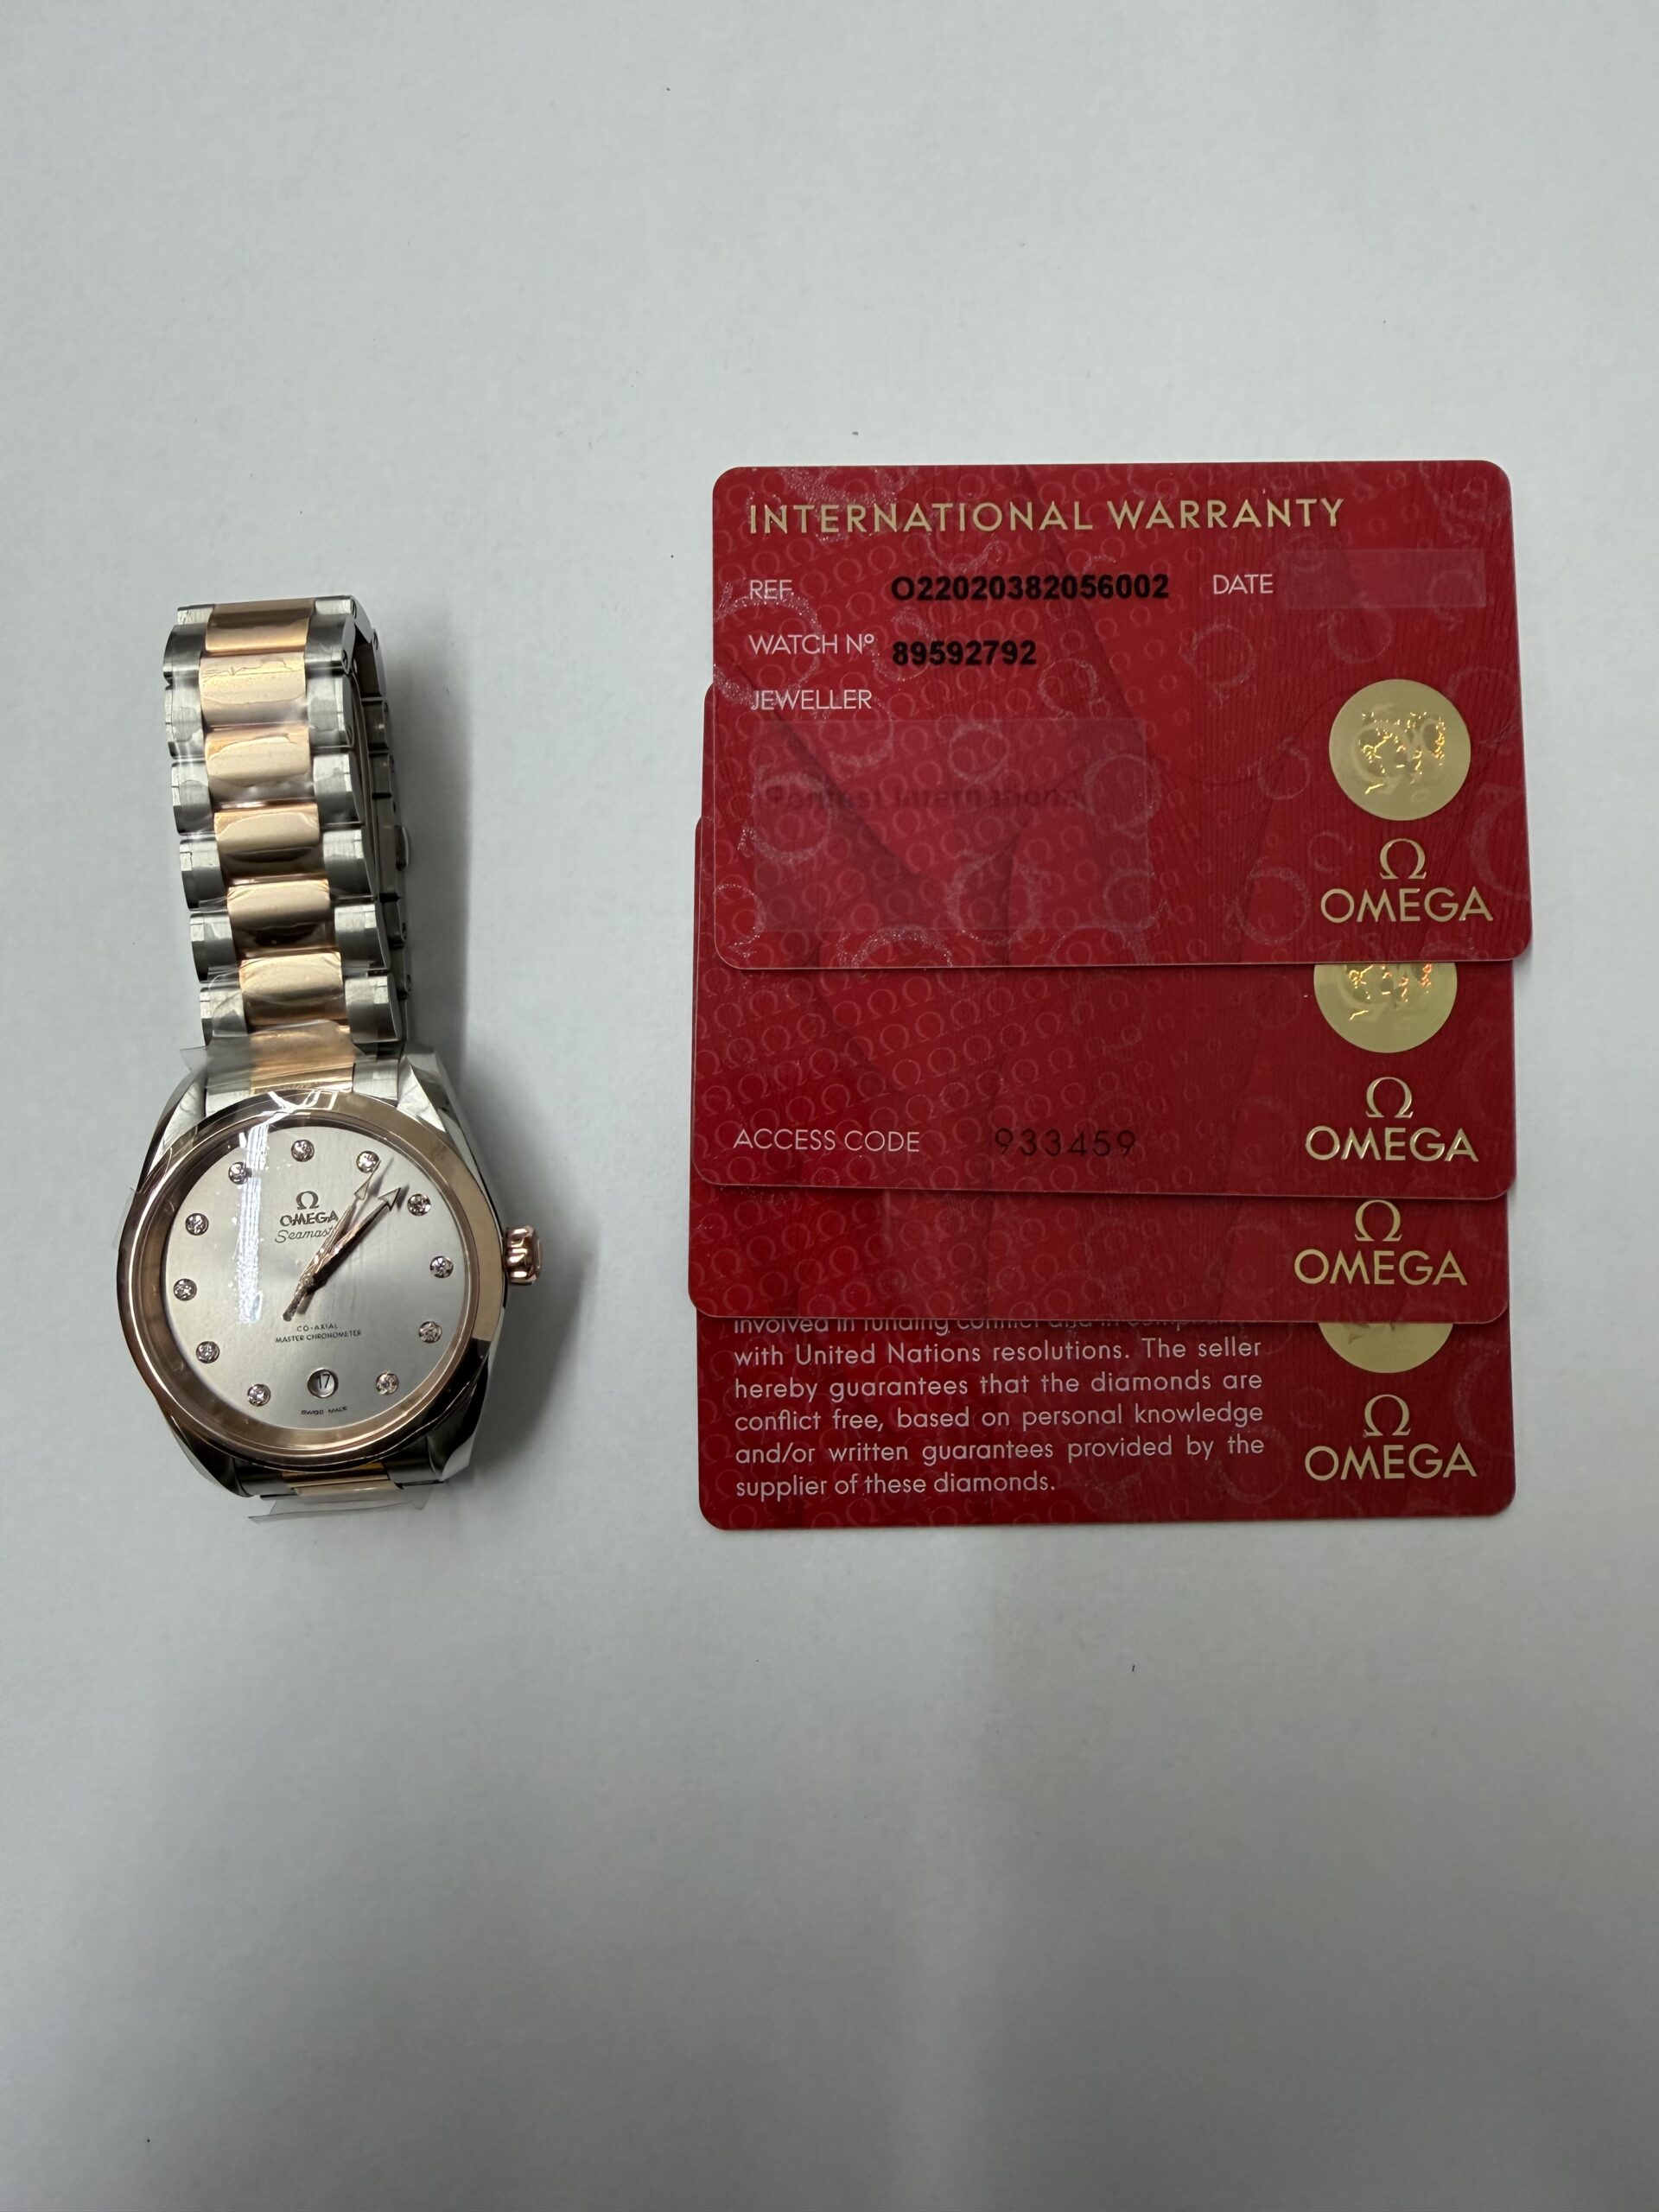 INTERNATIONAL WARRANTY
REF. O22020382056002 DATE
WATCH Nº 89592792
JEWELLER
International
Ω
OMEGA
Ω
OMEGA
ACCESS CODE 933459
Ω
OMEGA
with United Nations resolutions. The seller
hereby guarantees that the diamonds are
conflict free, based on personal knowledge
and/or written guarantees provided by the
supplier of these diamonds.
Ω
OMEGA
Ω
OMEGA
CO-AXIAL
MASTER CHRONOMETER
17
SWISS MADE